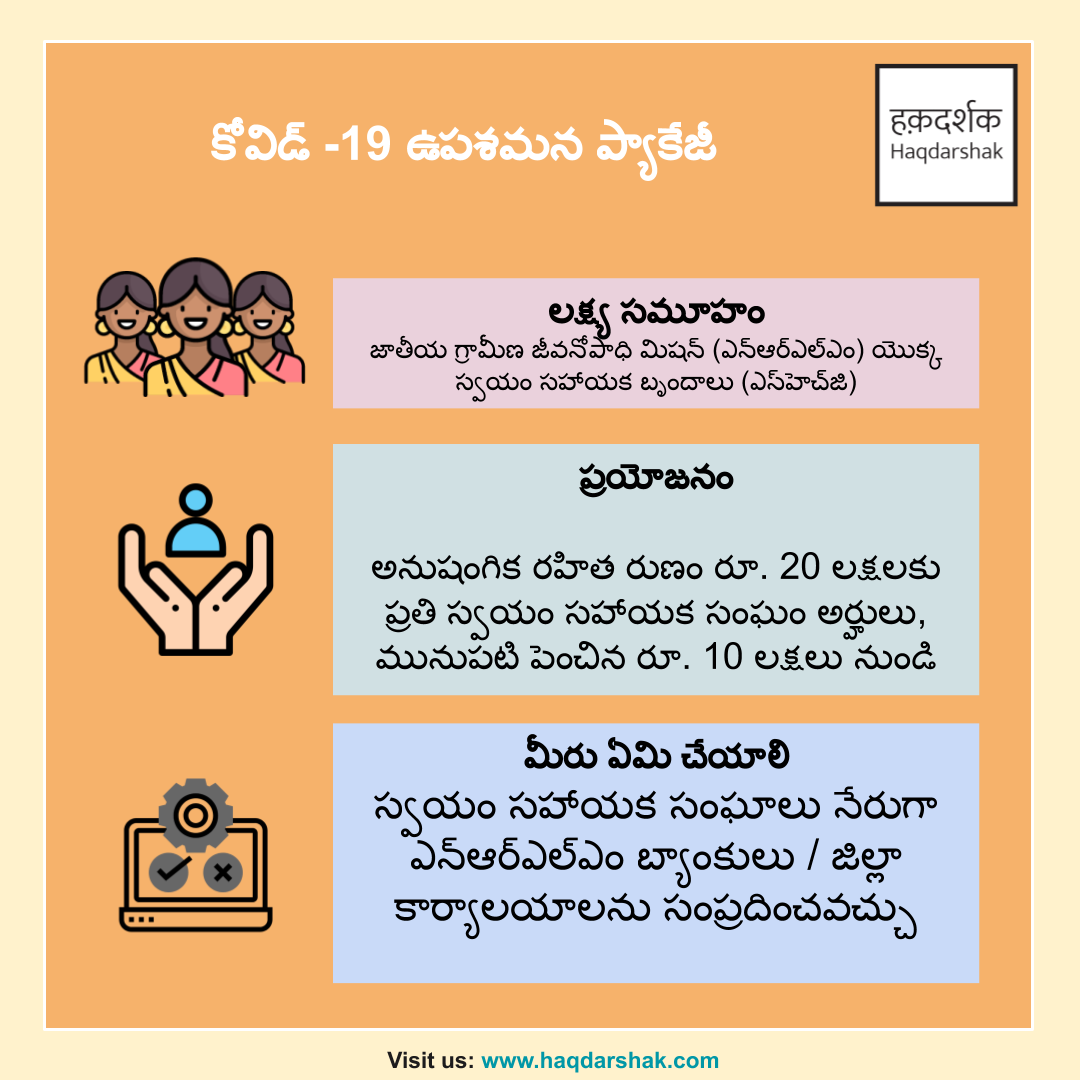 కోవిడ్ -19 ఉపశమన ప్యాకేజీ
हक़दर्शक
Haqdarshak
లక్ష్య సమూహం
జాతీయ గ్రామీణ జీవనోపాధి మిషన్ (ఎన్ఆర్ఎల్ఎం) యొక్క
స్వయం సహాయక బృందాలు (ఎస్‌హెచ్‌జి)
ప్రయోజనం
అనుషంగిక రహిత రుణం రూ. 20 లక్షలకు
ప్రతి స్వయం సహాయక సంఘం అర్హులు,
మునుపటి పెంచిన రూ. 10 లక్షలు నుండి
మీరు ఏమి చేయాలి
స్వయం సహాయక సంఘాలు నేరుగా
ఎన్ఆర్ఎల్ఎం బ్యాంకులు / జిల్లా
కార్యాలయాలను సంప్రదించవచ్చు
Visit us: www.haqdarshak.com